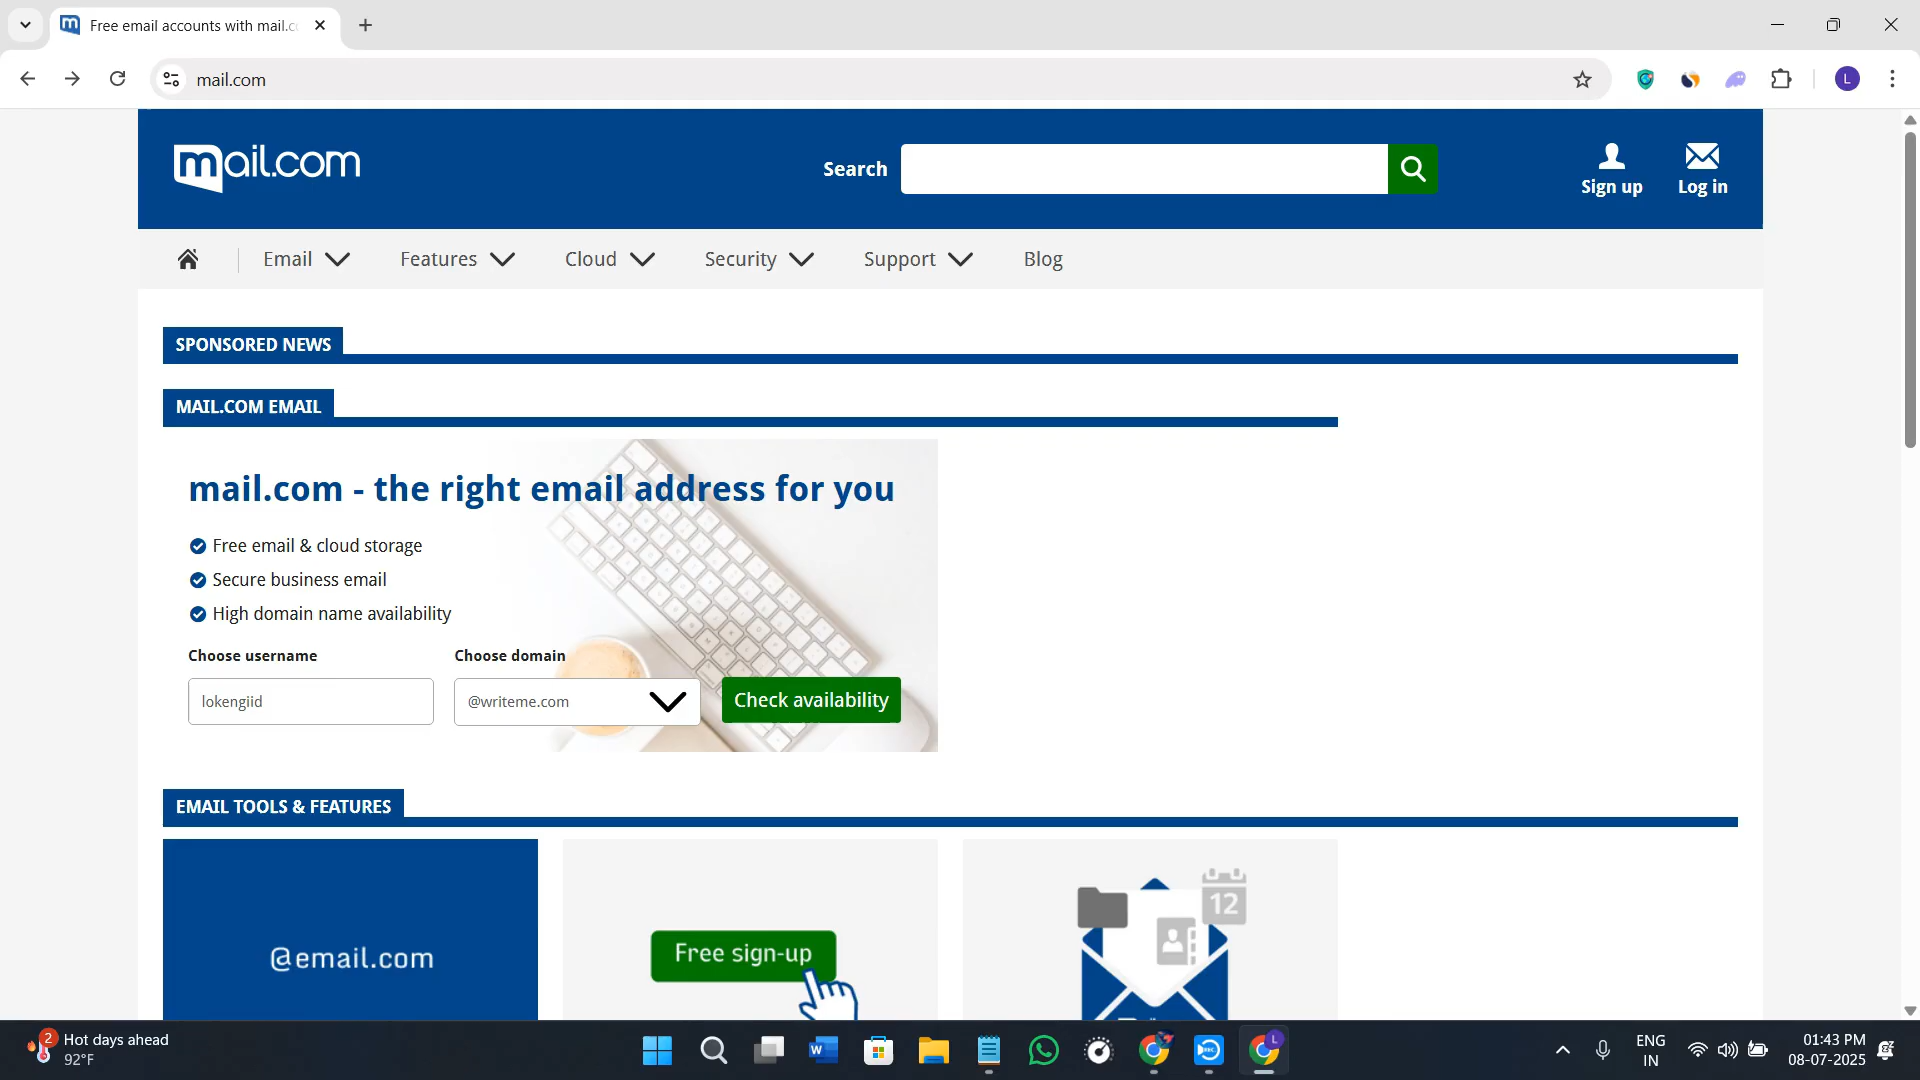 Free email accounts with mail.c
mail.com
L
mail.com
Search
Sign up
Log in
Email
Features
Cloud
Security
Support
Blog
SPONSORED NEWS
MAIL.COM EMAIL
mail.com - the right email address for you
Free email & cloud storage
Secure business email
High domain name availability
Choose username
Choose domain
lokengiid
@writeme.com
Check availability
EMAIL TOOLS & FEATURES
@email.com
Free sign-up
12
2
Hot days ahead
92°F
W
L
ENG
IN
01:43 PM
08-07-2025